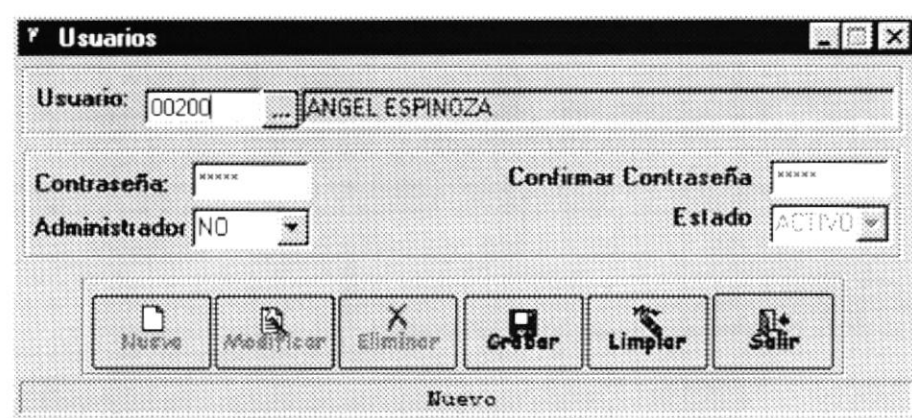 Usuarios
Usuario: 00200 ... ANGEL ESPINOZA
Contraseña: ***** Confirmar Contraseña *****
Administrador NO Estado ACTIVO
Nuevo Modificar Eliminar Grabar Limpiar Salir
Nuevo